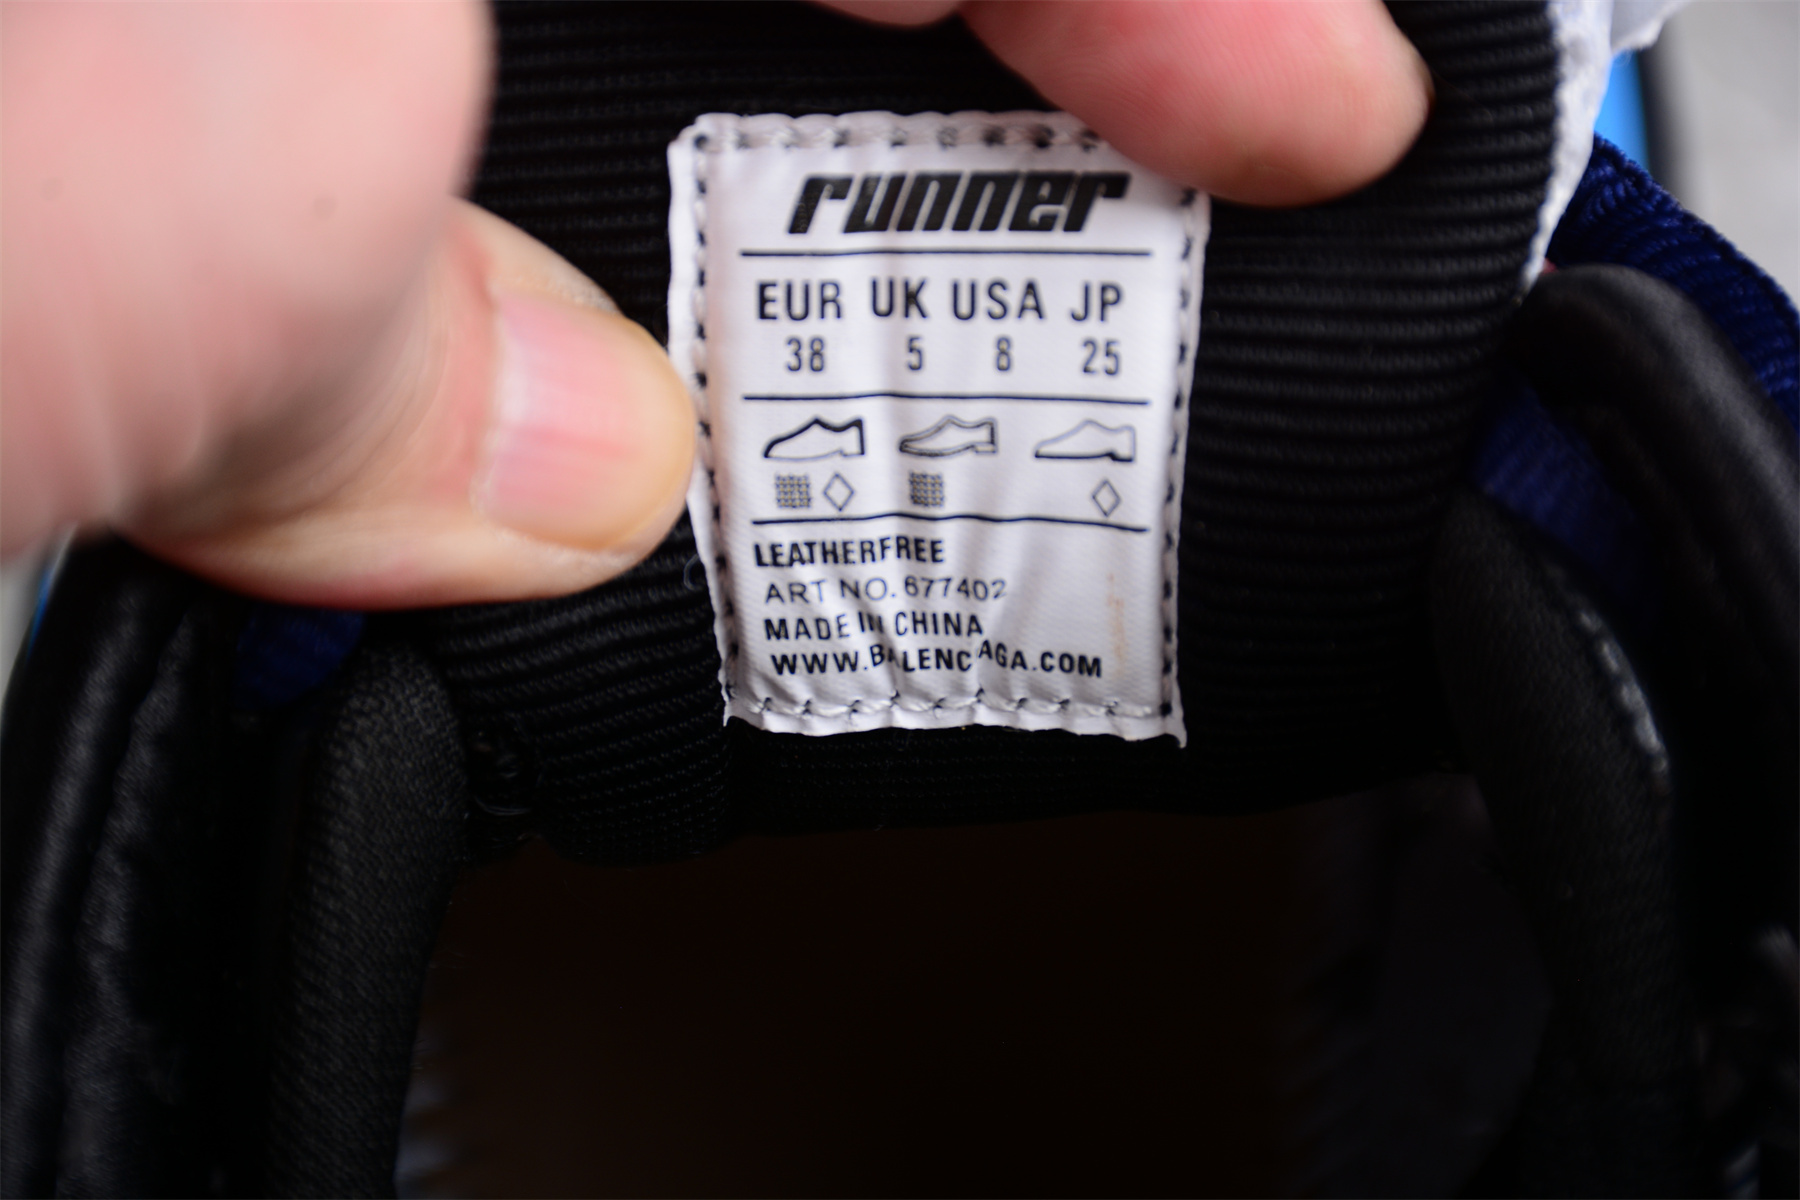 runner
EUR UK USA JP
38 5 8 25
LEATHERFREE
ART NO. 677402
MADE IN CHINA
WWW.BALENCIAGA.COM